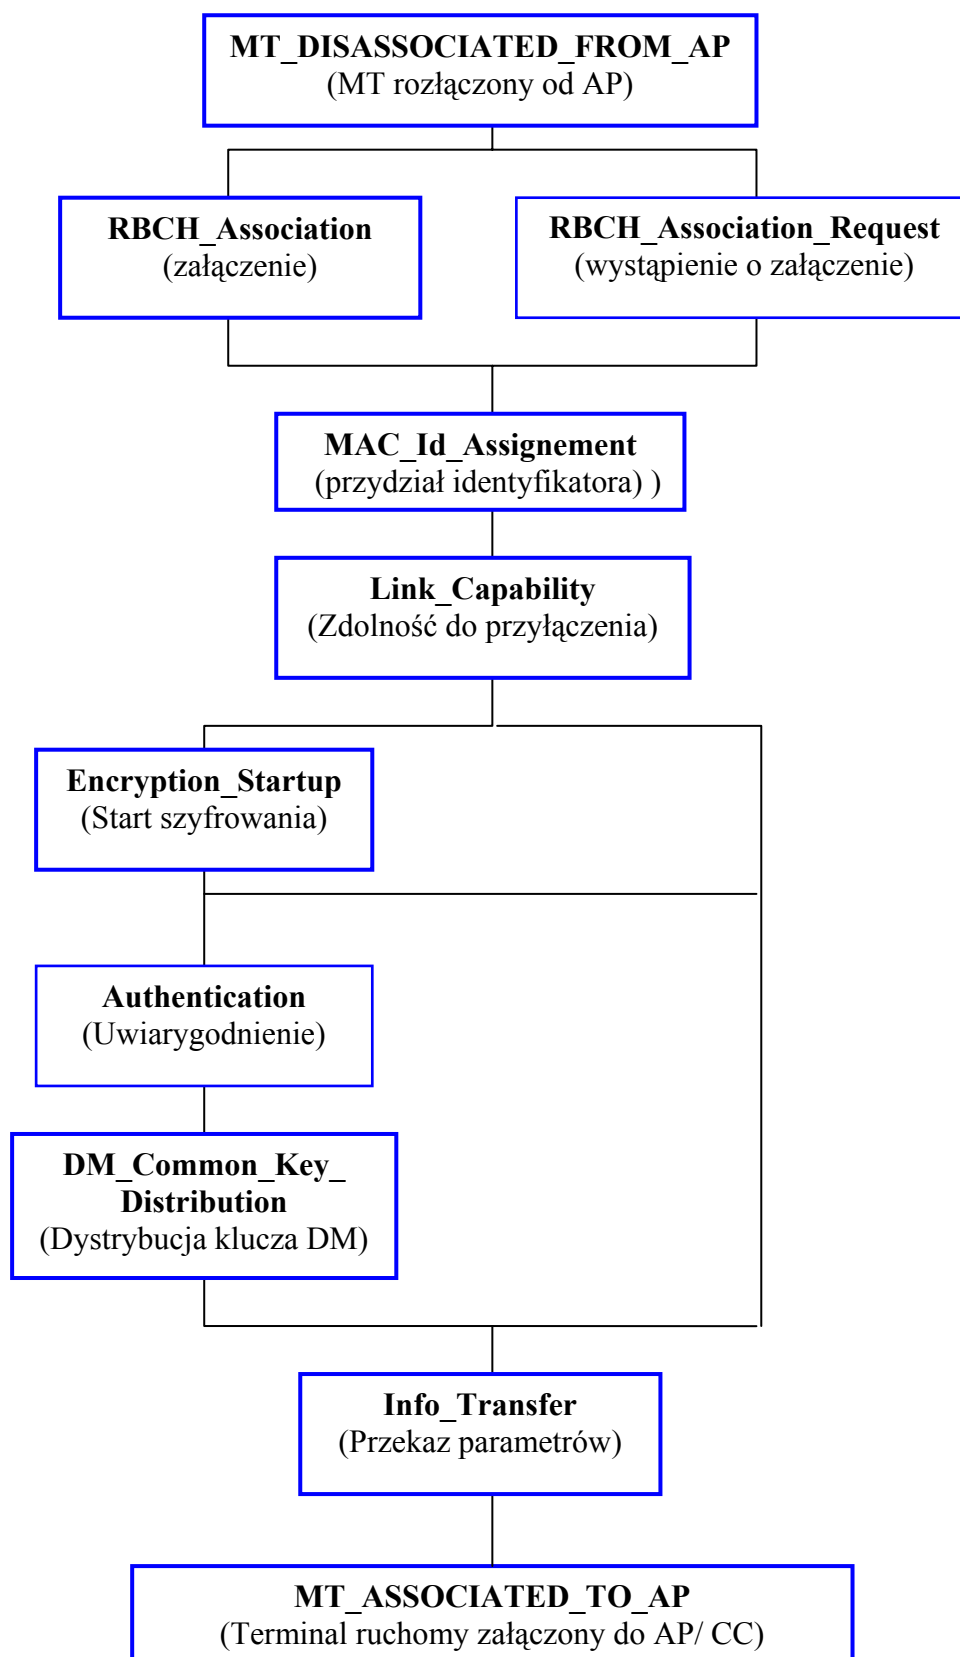 MT_DISASSOCIATED_FROM_AP
(MT rozłączony od AP)
RBCH_Association
(załączenie)
RBCH_Association_Request
(wystąpienie o załączenie)
MAC_Id_Assignement
(przydział identyfikatora) )
Link_Capability
(Zdolność do przyłączenia)
Encryption_Startup
(Start szyfrowania)
Authentication
(Uwiarygodnienie)
DM_Common_Key_
Distribution
(Dystrybucja klucza DM)
Info_Transfer
(Przekaz parametrów)
MT_ASSOCIATED_TO_AP
(Terminal ruchomy załączony do AP/ CC)